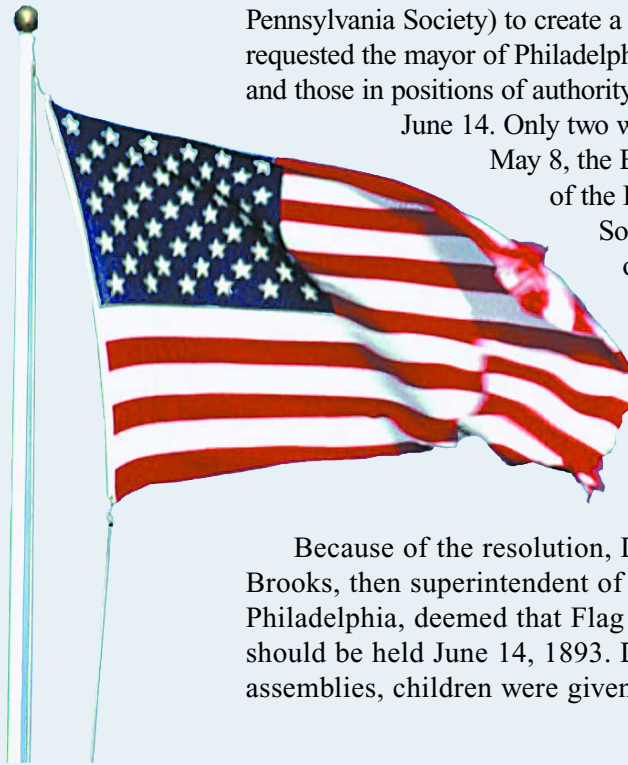 Pennsylvania Society) to create a
requested the mayor of Philadelph
and those in positions of authority
June 14. Only two w
May 8, the
of the
So
Because of the resolution,
Brooks, then superintendent of
Philadelphia, deemed that Flag
should be held June 14, 1893.
assemblies, children were given